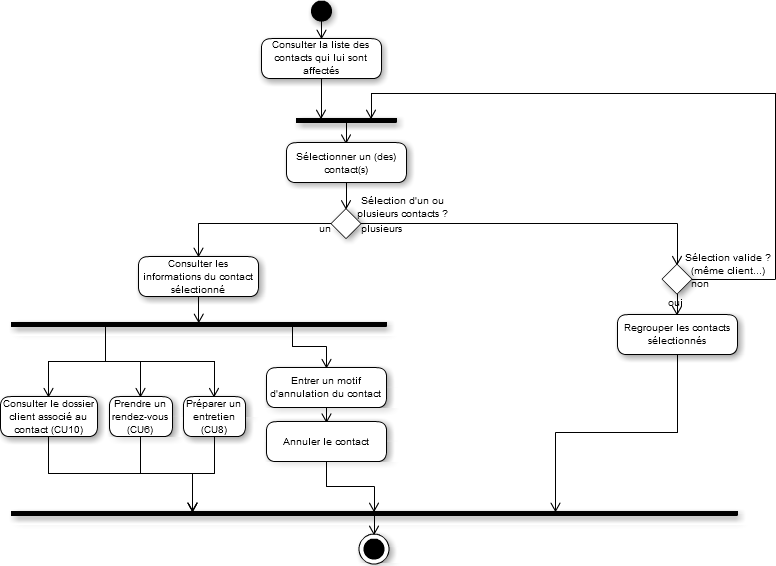 Consulter la liste des
contacts qui lui sont
affectés
Sélectionner un (des)
contact(s)
Sélection d'un ou
plusieurs contacts ?
un
plusieurs
Consulter les
informations du contact
sélectionné
Sélection valide ?
(même client...)
non
oui
Regrouper les contacts
sélectionnés
Entrer un motif
d'annulation du contact
Consulter le dossier
client associé au
contact (CU10)
Prendre un
rendez-vous
(CU6)
Préparer un
entretien
(CU8)
Annuler le contact